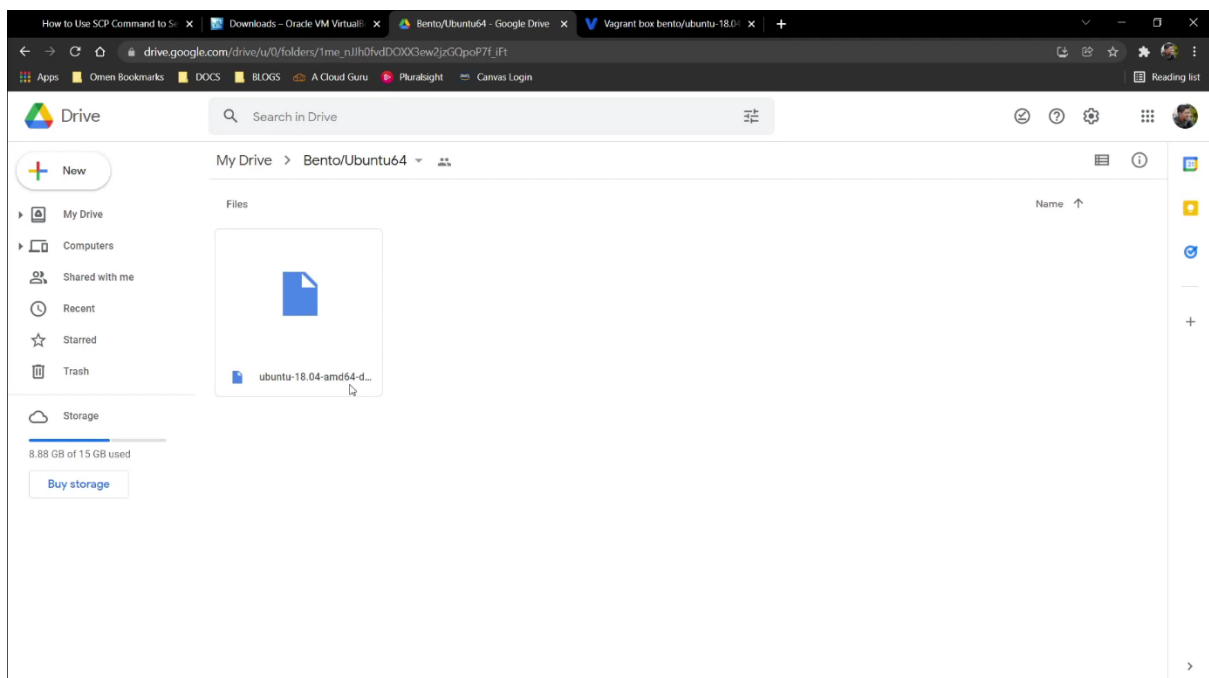 How to Use SCP Command to Se
Downloads – Oracle VM VirtualB
Bento/Ubuntu64 - Google Drive
Vagrant box bento/ubuntu-18.04
drive.google.com/drive/u/0/folders/1me_nJlh0fvdDOXX3ew2jzGQpoP7f_iFt
Apps
Omen Bookmarks
DOCS
BLOGS
A Cloud Guru
Pluralsight
Canvas Login
Reading list
Drive
Search in Drive
New
My Drive > Bento/Ubuntu64
My Drive
Computers
Shared with me
Recent
Starred
Trash
Storage
8.88 GB of 15 GB used
Buy storage
Files
Name
ubuntu-18.04-amd64-d...